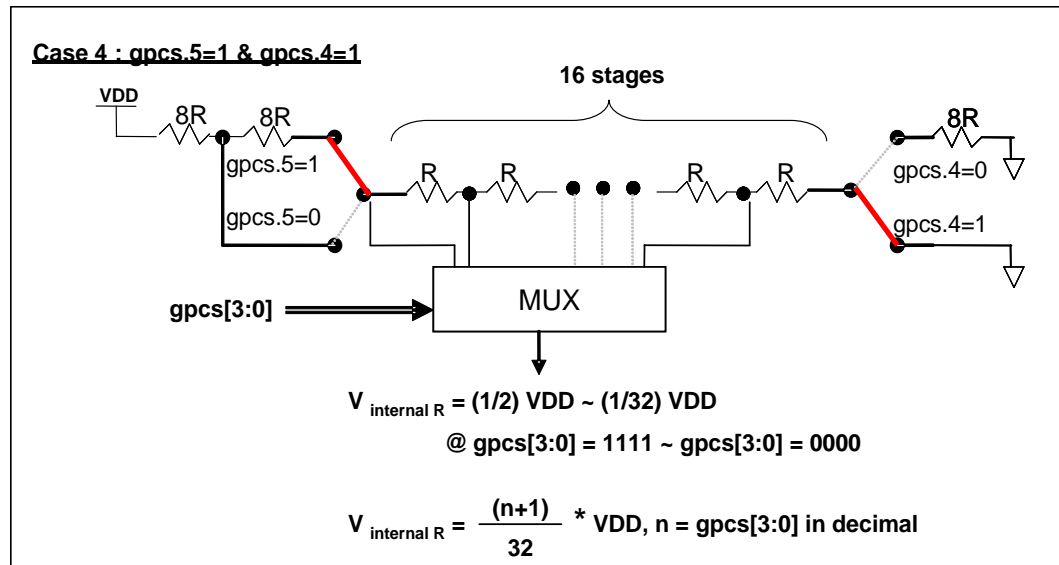 Case 4 : gpcs.5=1 & gpcs.4=1
16 stages
VDD
8R
8R
8R
gpcs.5=1
gpcs.4=0
R
R
R
R
gpcs.5=0
gpcs.4=1
MUX
gpcs[3:0]
V internal R = (1/2) VDD ~ (1/32) VDD
@ gpcs[3:0] = 1111 ~ gpcs[3:0] = 0000
V internal R = (n+1) / 32 * VDD, n = gpcs[3:0] in decimal